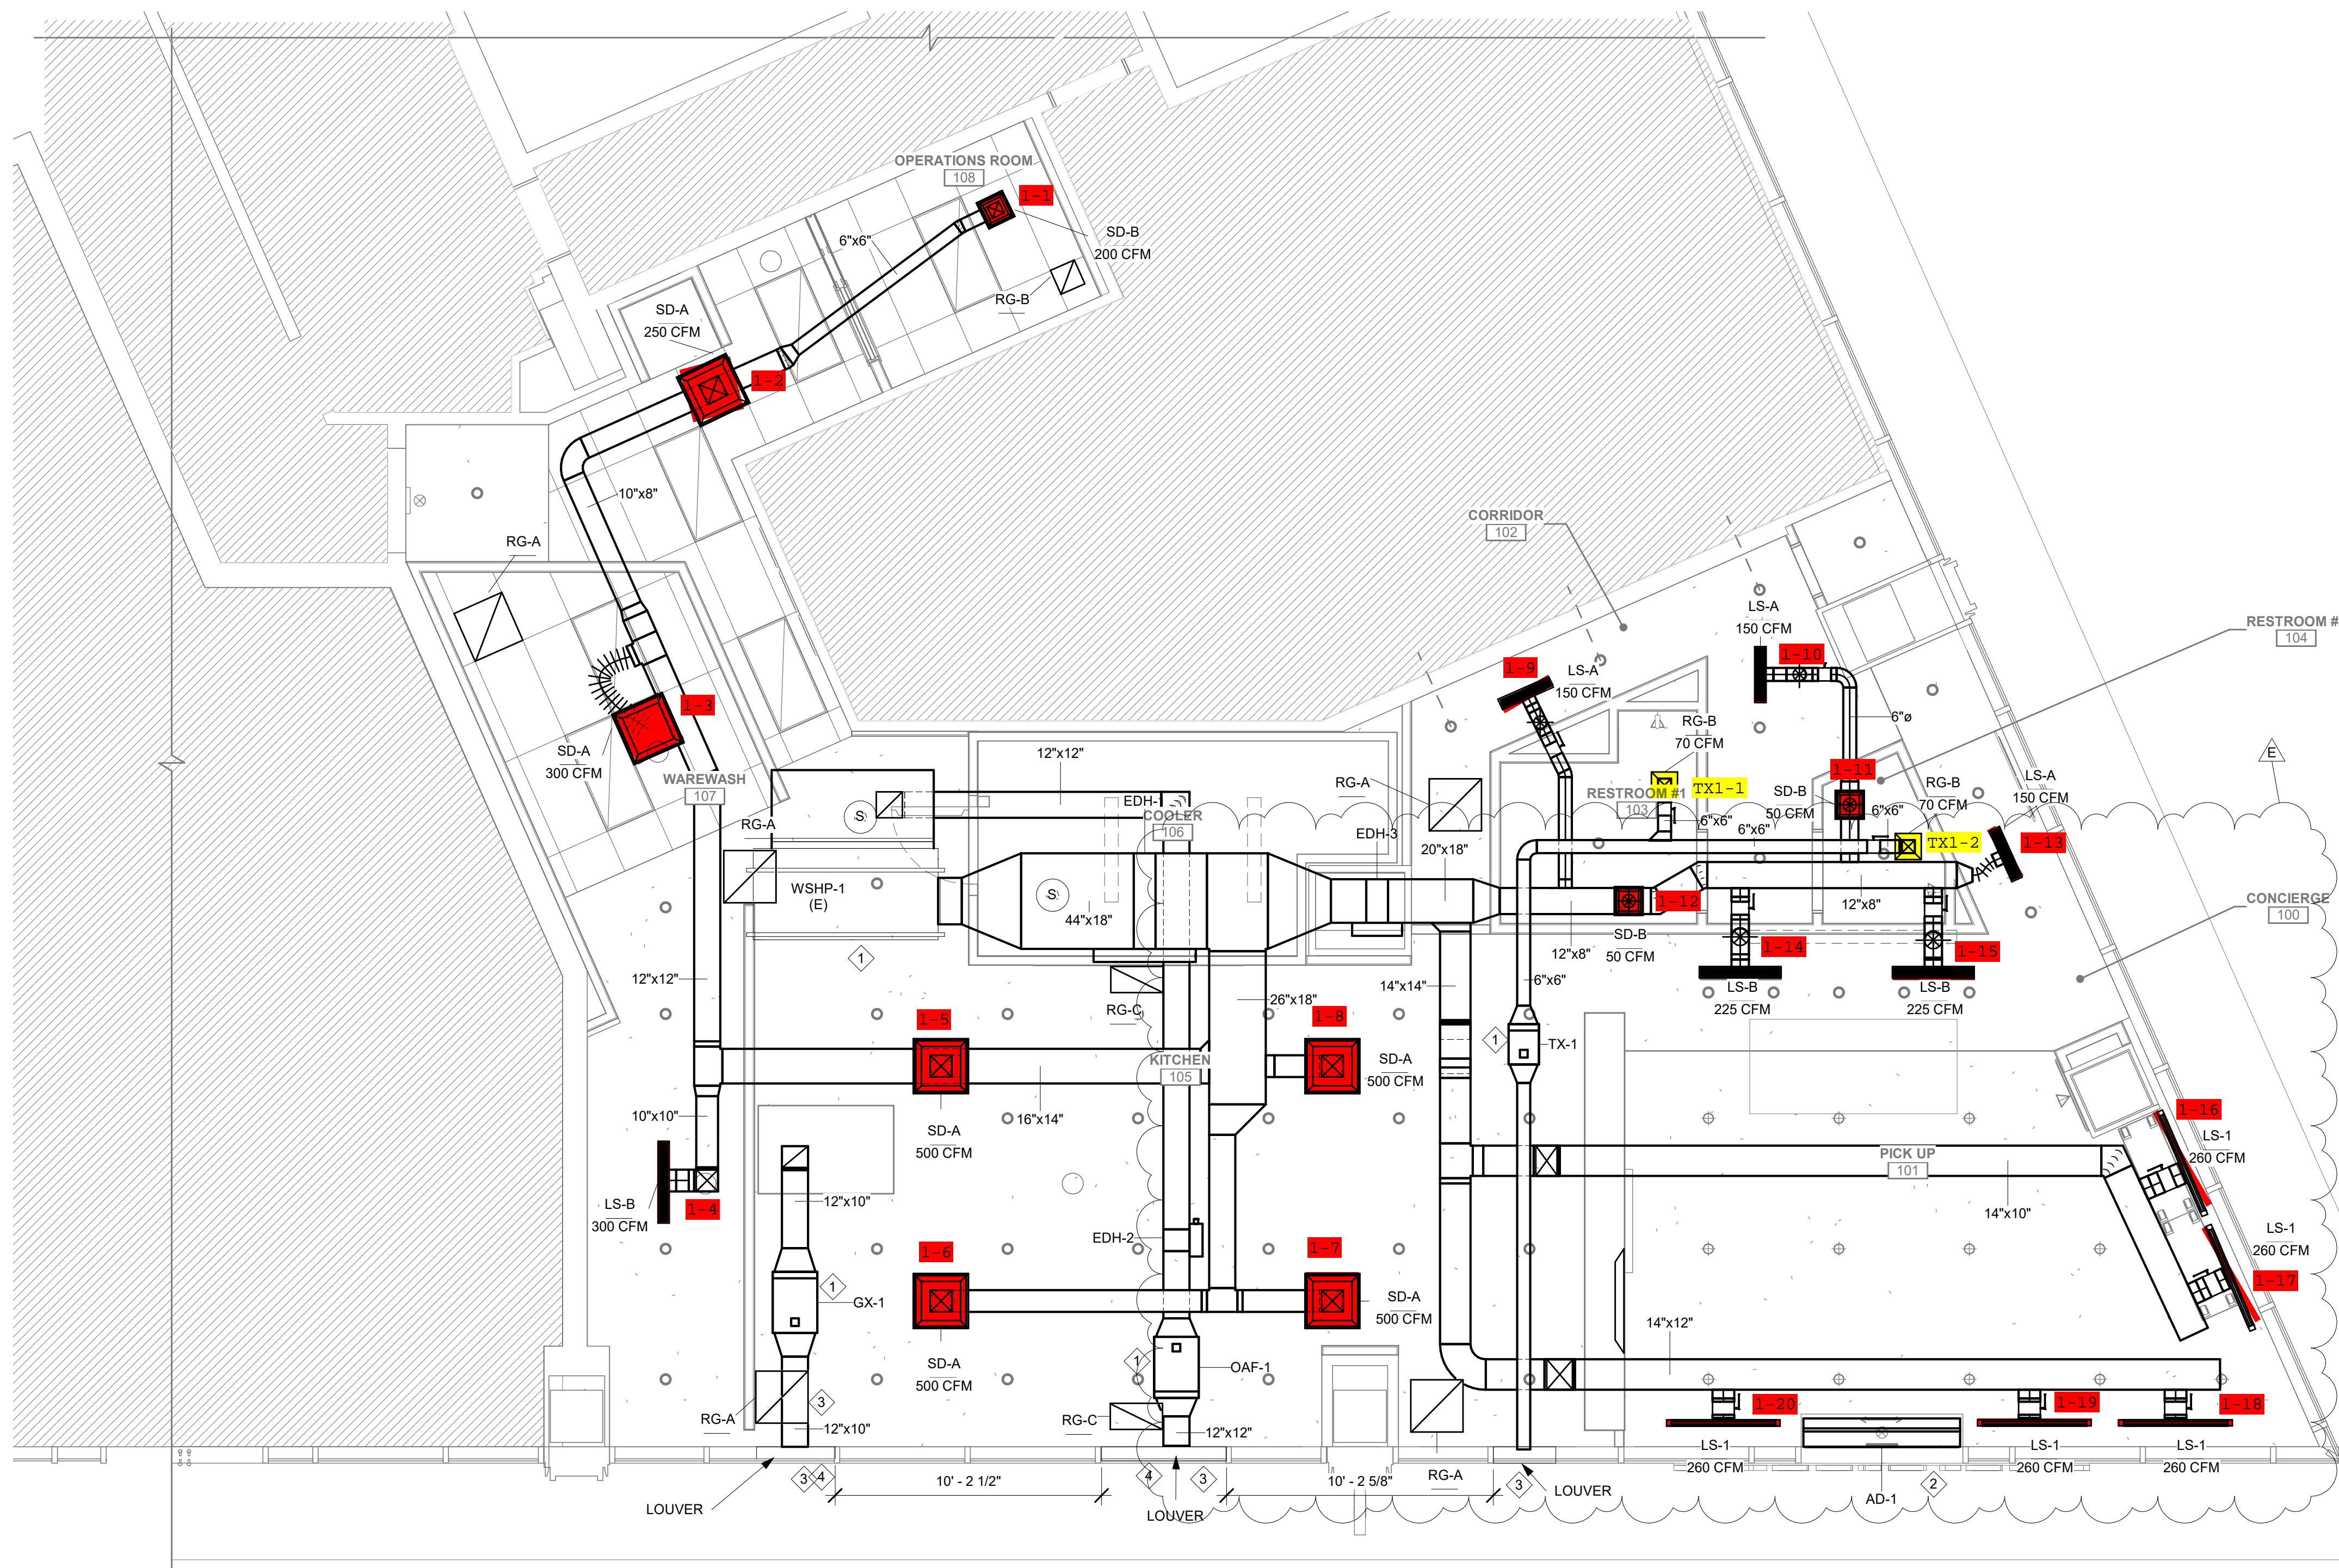 OPERATIONS ROOM
108
1-1
SD-B
200 CFM
6"x6"
RG-B
SD-A
250 CFM
1-2
10"x8"
RG-A
CORRIDOR
102
LS-A
150 CFM
RESTROOM #
104
1-10
1-9
LS-A
150 CFM
1-3
6"ø
RG-B
70 CFM
SD-A
300 CFM
WAREWASH
107
12"x12"
E
1-11
RG-A
TX1-1
RESTROOM #1
103
SD-B
50 CFM
RG-B
70 CFM
LS-A
150 CFM
EDH-1
COOLER
106
S
6"x6"
6"x6"
6"x6"
RG-A
EDH-3
20"x18"
TX1-2
1-13
WSHP-1
(E)
S
44"x18"
1-12
12"x8"
CONCIERGE
100
SD-B
50 CFM
12"x8"
1-14
1-15
1
12"x12"
14"x14"
6"x6"
LS-B
225 CFM
LS-B
225 CFM
RG-C
26"x18"
1-5
1-8
1
TX-1
KITCHEN
105
SD-A
500 CFM
10"x10"
16"x14"
1-16
SD-A
500 CFM
LS-1
260 CFM
PICK UP
101
12"x10"
1-4
LS-B
300 CFM
14"x10"
LS-1
260 CFM
EDH-2
1-6
1-7
1-17
1
GX-1
SD-A
500 CFM
14"x12"
SD-A
500 CFM
1
OAF-1
3
1-20
1-19
1-18
RG-A
12"x10"
RG-C
12"x12"
LS-1
260 CFM
LS-1
260 CFM
LS-1
260 CFM
3
4
10' - 2 1/2"
4
3
10' - 2 5/8"
RG-A
3
LOUVER
2
AD-1
LOUVER
LOUVER